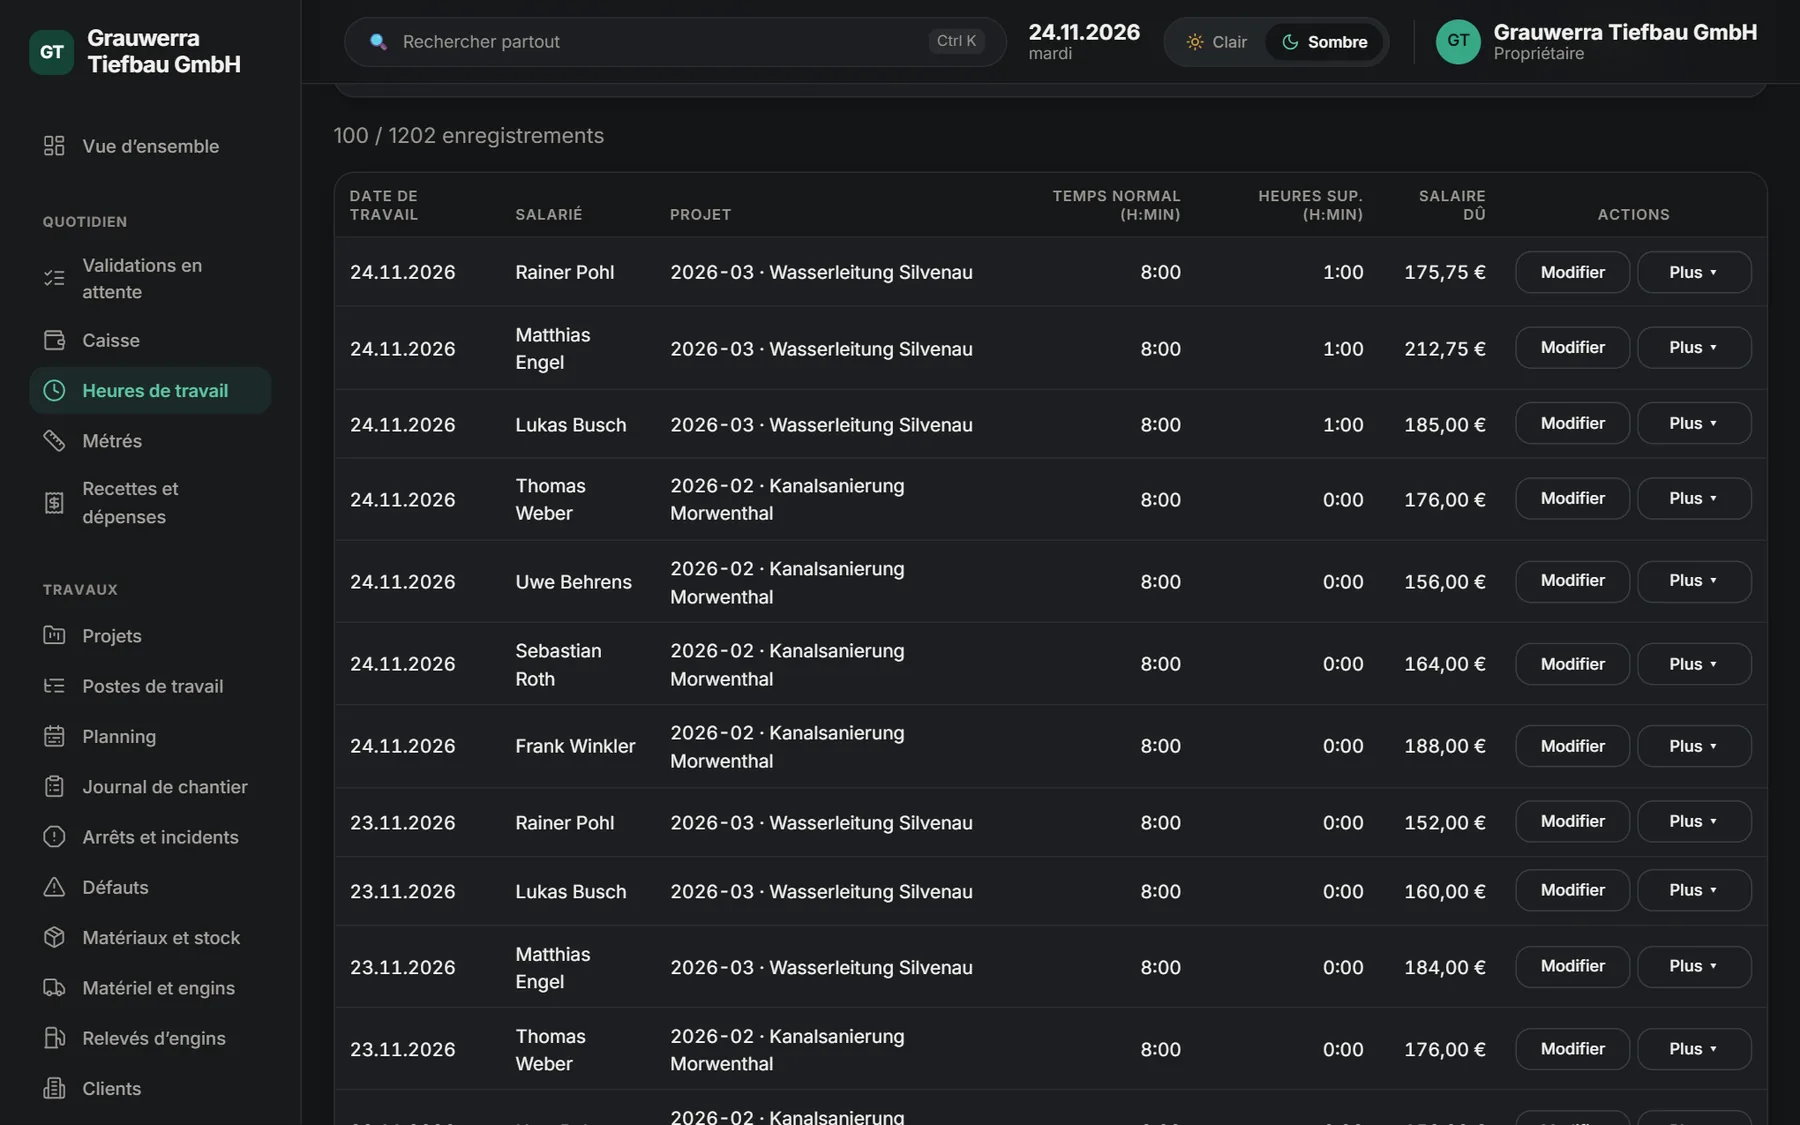 GT
Grauwerra
Tiefbau GmbH
Rechercher partout
Ctrl K
24.11.2026
mardi
Clair
Sombre
GT
Grauwerra Tiefbau GmbH
Propriétaire
Vue d’ensemble
QUOTIDIEN
Validations en
attente
Caisse
Heures de travail
Métrés
Recettes et
dépenses
TRAVAUX
Projets
Postes de travail
Planning
Journal de chantier
Arrêts et incidents
Défauts
Matériaux et stock
Matériel et engins
Relevés d’engins
Clients
100 / 1202 enregistrements
DATE DE
TRAVAIL
SALARIÉ
PROJET
TEMPS NORMAL
(H:MIN)
HEURES SUP.
(H:MIN)
SALAIRE
DÛ
ACTIONS
24.11.2026 Rainer Pohl 2026-03 · Wasserleitung Silvenau 8:00 1:00 175,75 € Modifier Plus ▾
24.11.2026 Matthias
Engel 2026-03 · Wasserleitung Silvenau 8:00 1:00 212,75 € Modifier Plus ▾
24.11.2026 Lukas Busch 2026-03 · Wasserleitung Silvenau 8:00 1:00 185,00 € Modifier Plus ▾
24.11.2026 Thomas
Weber 2026-02 · Kanalsanierung
Morwenthal 8:00 0:00 176,00 € Modifier Plus ▾
24.11.2026 Uwe Behrens 2026-02 · Kanalsanierung
Morwenthal 8:00 0:00 156,00 € Modifier Plus ▾
24.11.2026 Sebastian
Roth 2026-02 · Kanalsanierung
Morwenthal 8:00 0:00 164,00 € Modifier Plus ▾
24.11.2026 Frank Winkler 2026-02 · Kanalsanierung
Morwenthal 8:00 0:00 188,00 € Modifier Plus ▾
23.11.2026 Rainer Pohl 2026-03 · Wasserleitung Silvenau 8:00 0:00 152,00 € Modifier Plus ▾
23.11.2026 Lukas Busch 2026-03 · Wasserleitung Silvenau 8:00 0:00 160,00 € Modifier Plus ▾
23.11.2026 Matthias
Engel 2026-03 · Wasserleitung Silvenau 8:00 0:00 184,00 € Modifier Plus ▾
23.11.2026 Thomas
Weber 2026-02 · Kanalsanierung
Morwenthal 8:00 0:00 176,00 € Modifier Plus ▾
2026-02 · Kanalsanierung